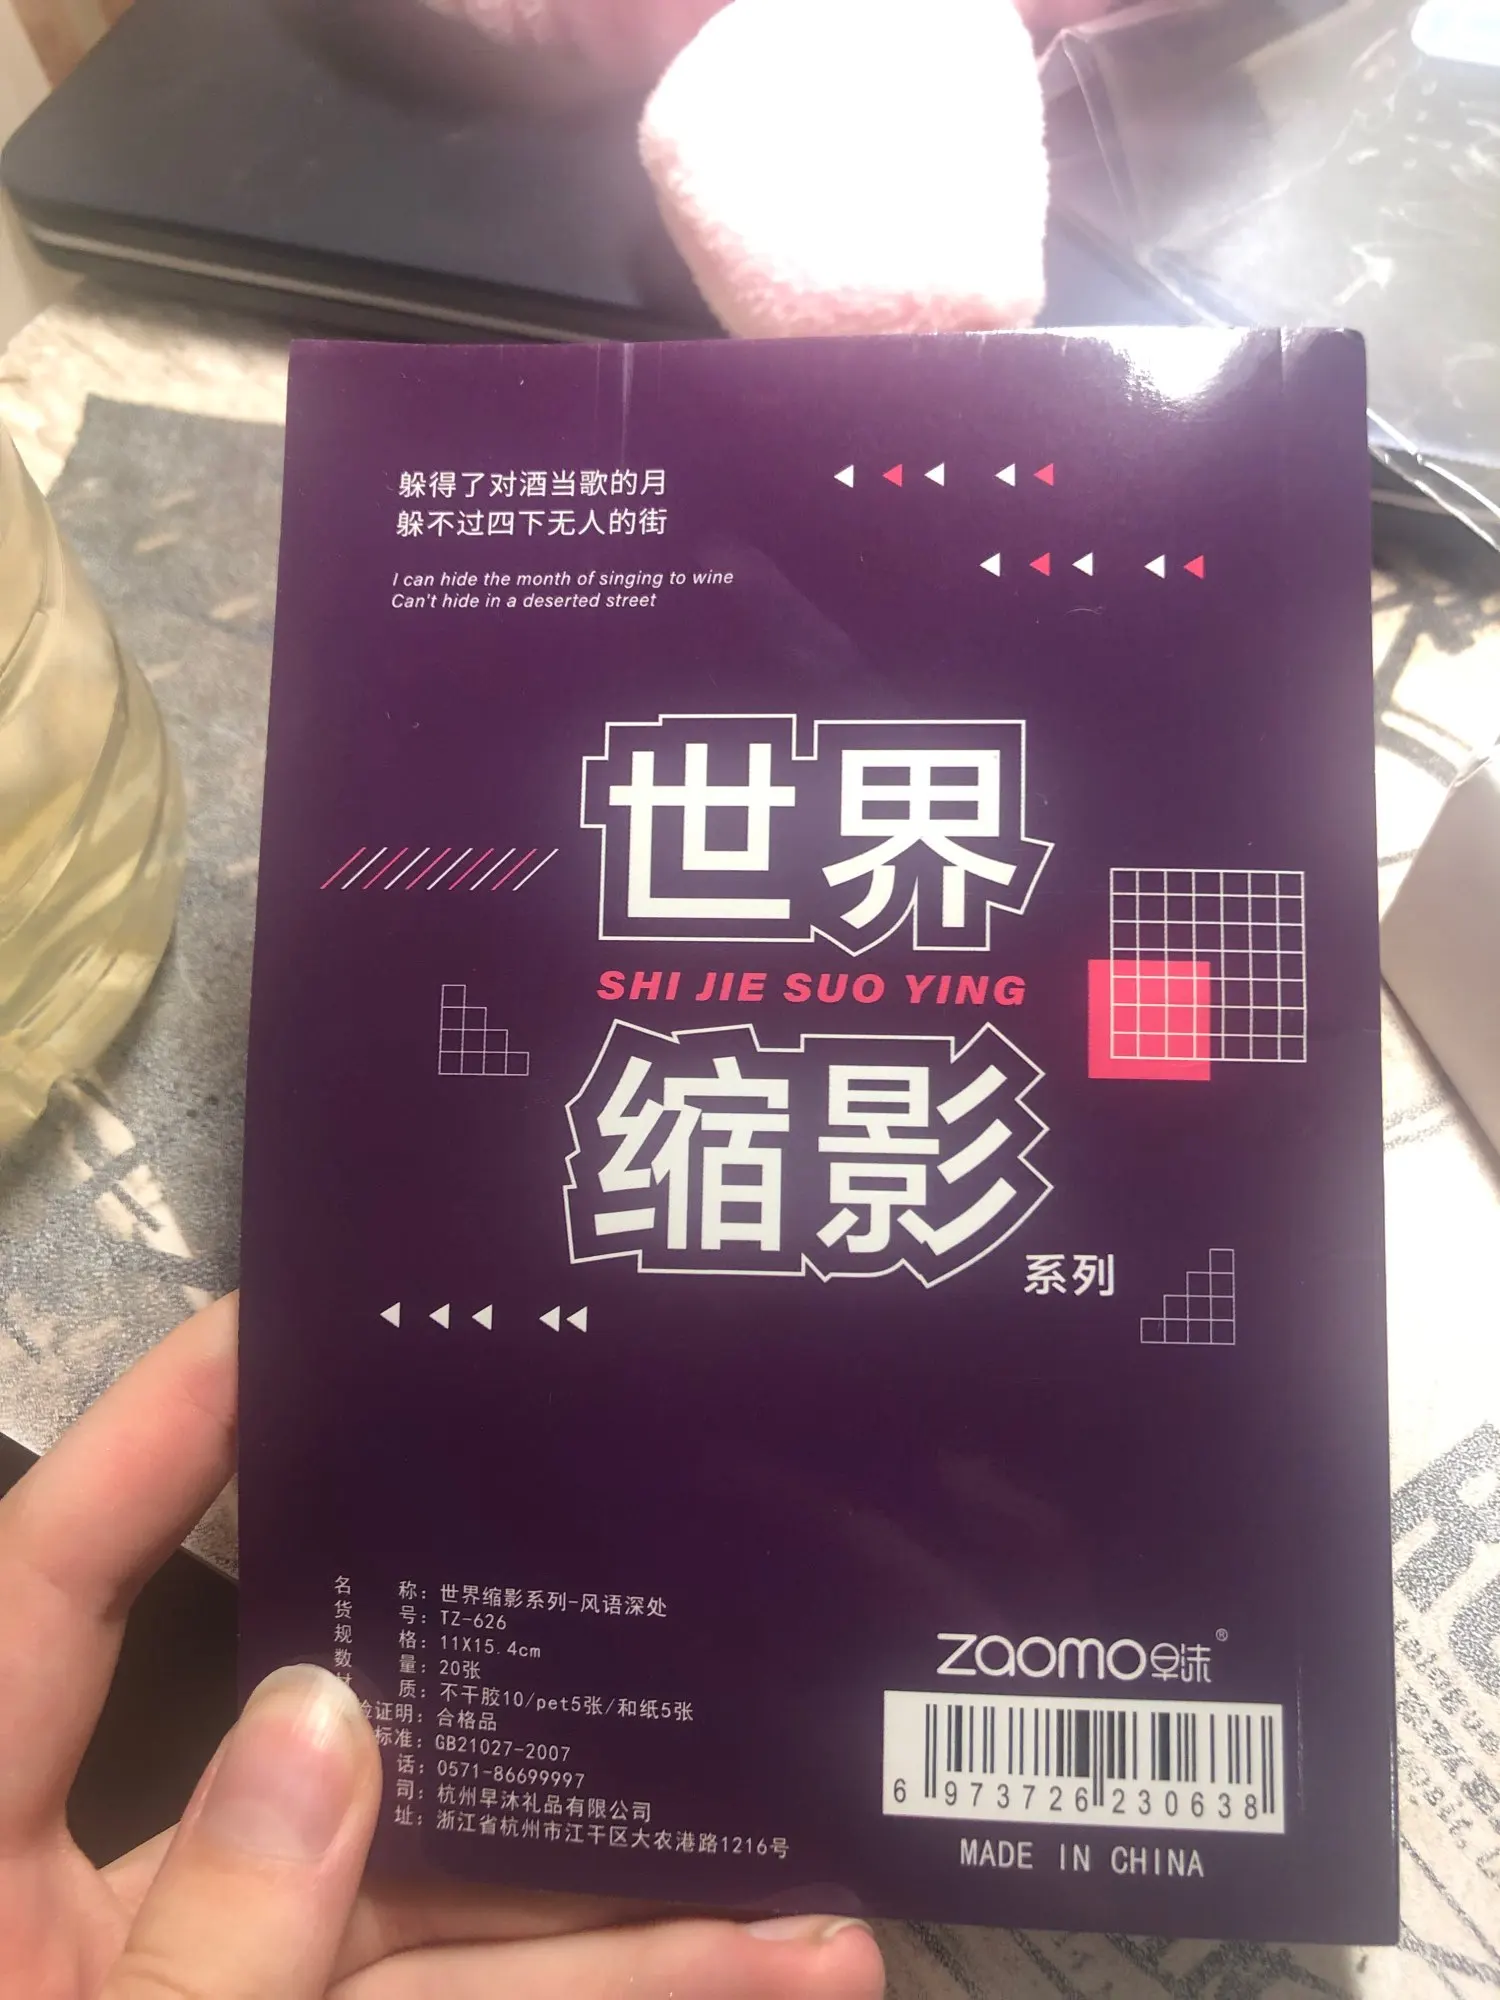 躲得了对酒当歌的月
躲不过四下无人的街
I can hide the month of singing to wine
Can't hide in a deserted street
世界
SHI JIE SUO YING
缩影
系列
名 称：世界缩影系列-风语深处
货 号：TZ-626
规 格：11X15.4cm
数 量：20张
质：不干胶10/pet5张/和纸5张
证明：合格品
标准：GB21027-2007
话：0571-86699997
司：杭州早沐礼品有限公司
址：浙江省杭州市江干区大农港路1216号
zaomo早沐®
6 973726 230638
MADE IN CHINA